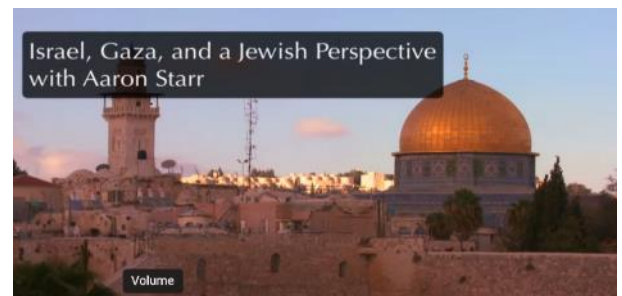 Israel, Gaza, and a Jewish Perspective
with Aaron Starr
Volume